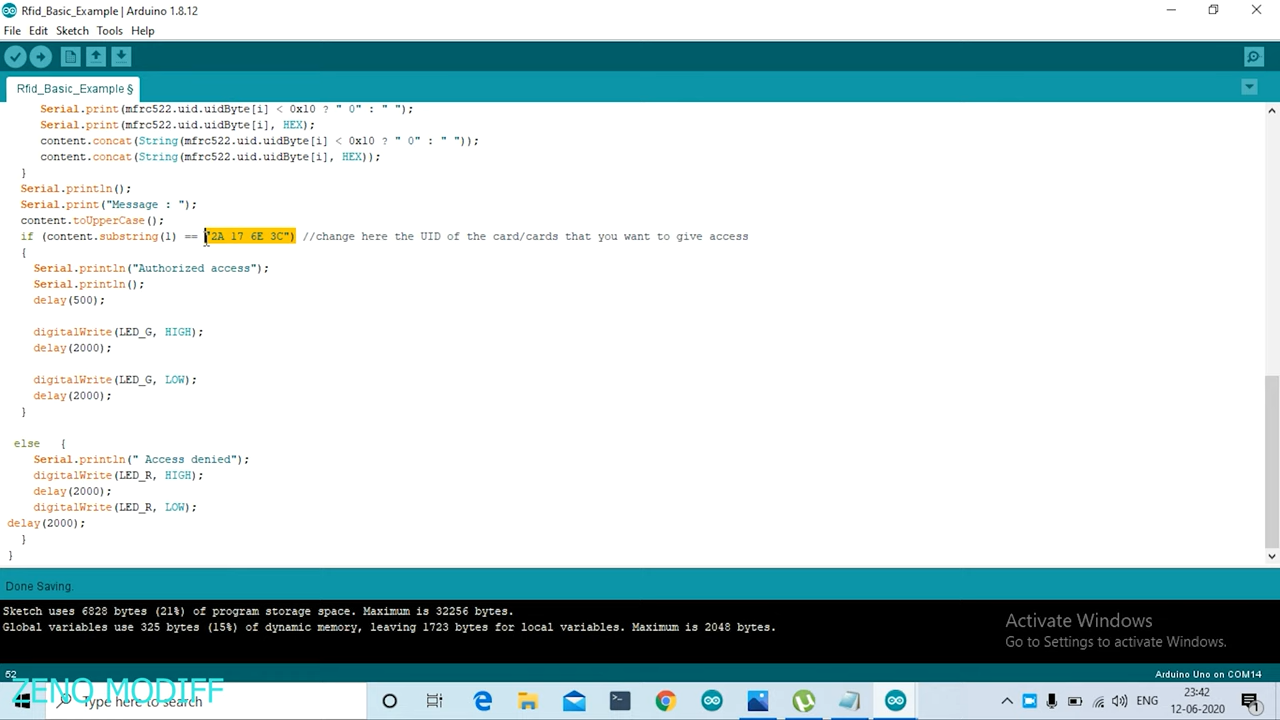 Rfid_Basic_Example | Arduino 1.8.12
File Edit Sketch Tools Help
Rfid_Basic_Example §
Serial.print(mfrc522.uid.uidByte[i] < 0x10 ? " 0" : " ");
Serial.print(mfrc522.uid.uidByte[i], HEX);
content.concat(String(mfrc522.uid.uidByte[i] < 0x10 ? " 0" : " "));
content.concat(String(mfrc522.uid.uidByte[i], HEX));
}
Serial.println();
Serial.print("Message : ");
content.toUpperCase();
if (content.substring(1) == "2A 17 6E 3C") //change here the UID of the card/cards that you want to give access
{
Serial.println("Authorized access");
Serial.println();
delay(500);
digitalWrite(LED_G, HIGH);
delay(2000);
digitalWrite(LED_G, LOW);
delay(2000);
}
else {
Serial.println(" Access denied");
digitalWrite(LED_R, HIGH);
delay(2000);
digitalWrite(LED_R, LOW);
delay(2000);
}
}
Done Saving.
Sketch uses 6828 bytes (21%) of program storage space. Maximum is 32256 bytes.
Global variables use 325 bytes (15%) of dynamic memory, leaving 1723 bytes for local variables. Maximum is 2048 bytes.
Activate Windows
Go to Settings to activate Windows.
52
Arduino Uno on COM14
ZENO MODIFF
Type here to search
ENG
23:42
12-06-2020
1